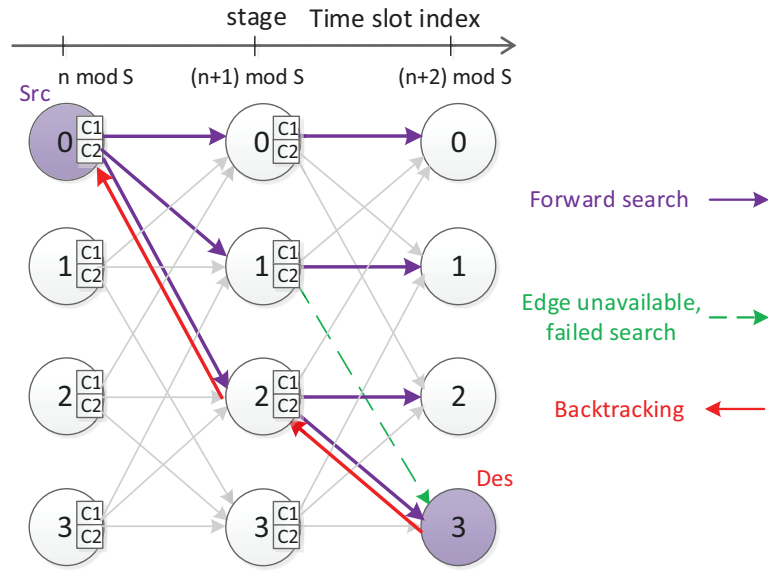 stage Time slot index
n mod S (n+1) mod S (n+2) mod S
Src
0 C1 C2 0 C1 C2 0
Forward search
1 C1 C2 1 C1 C2 1
Edge unavailable,
failed search
2 C1 C2 2 C1 C2 2
Backtracking
Des
3 C1 C2 3 C1 C2 3